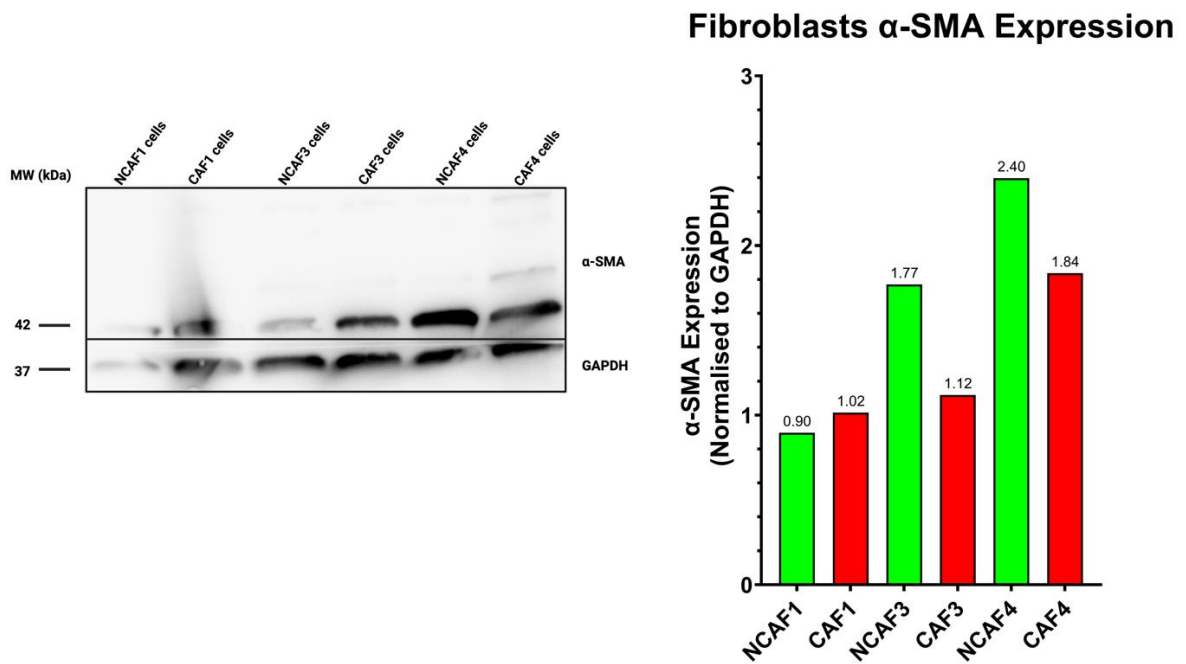 Fibroblasts α-SMA Expression
MW (kDa)
NCAF1 cells
CAF1 cells
NCAF3 cells
CAF3 cells
NCAF4 cells
CAF4 cells
α-SMA
42
37
GAPDH
α-SMA Expression
(Normalised to GAPDH)
3
2
1
0
0.90
1.02
1.77
1.12
2.40
1.84
NCAF1
CAF1
NCAF3
CAF3
NCAF4
CAF4